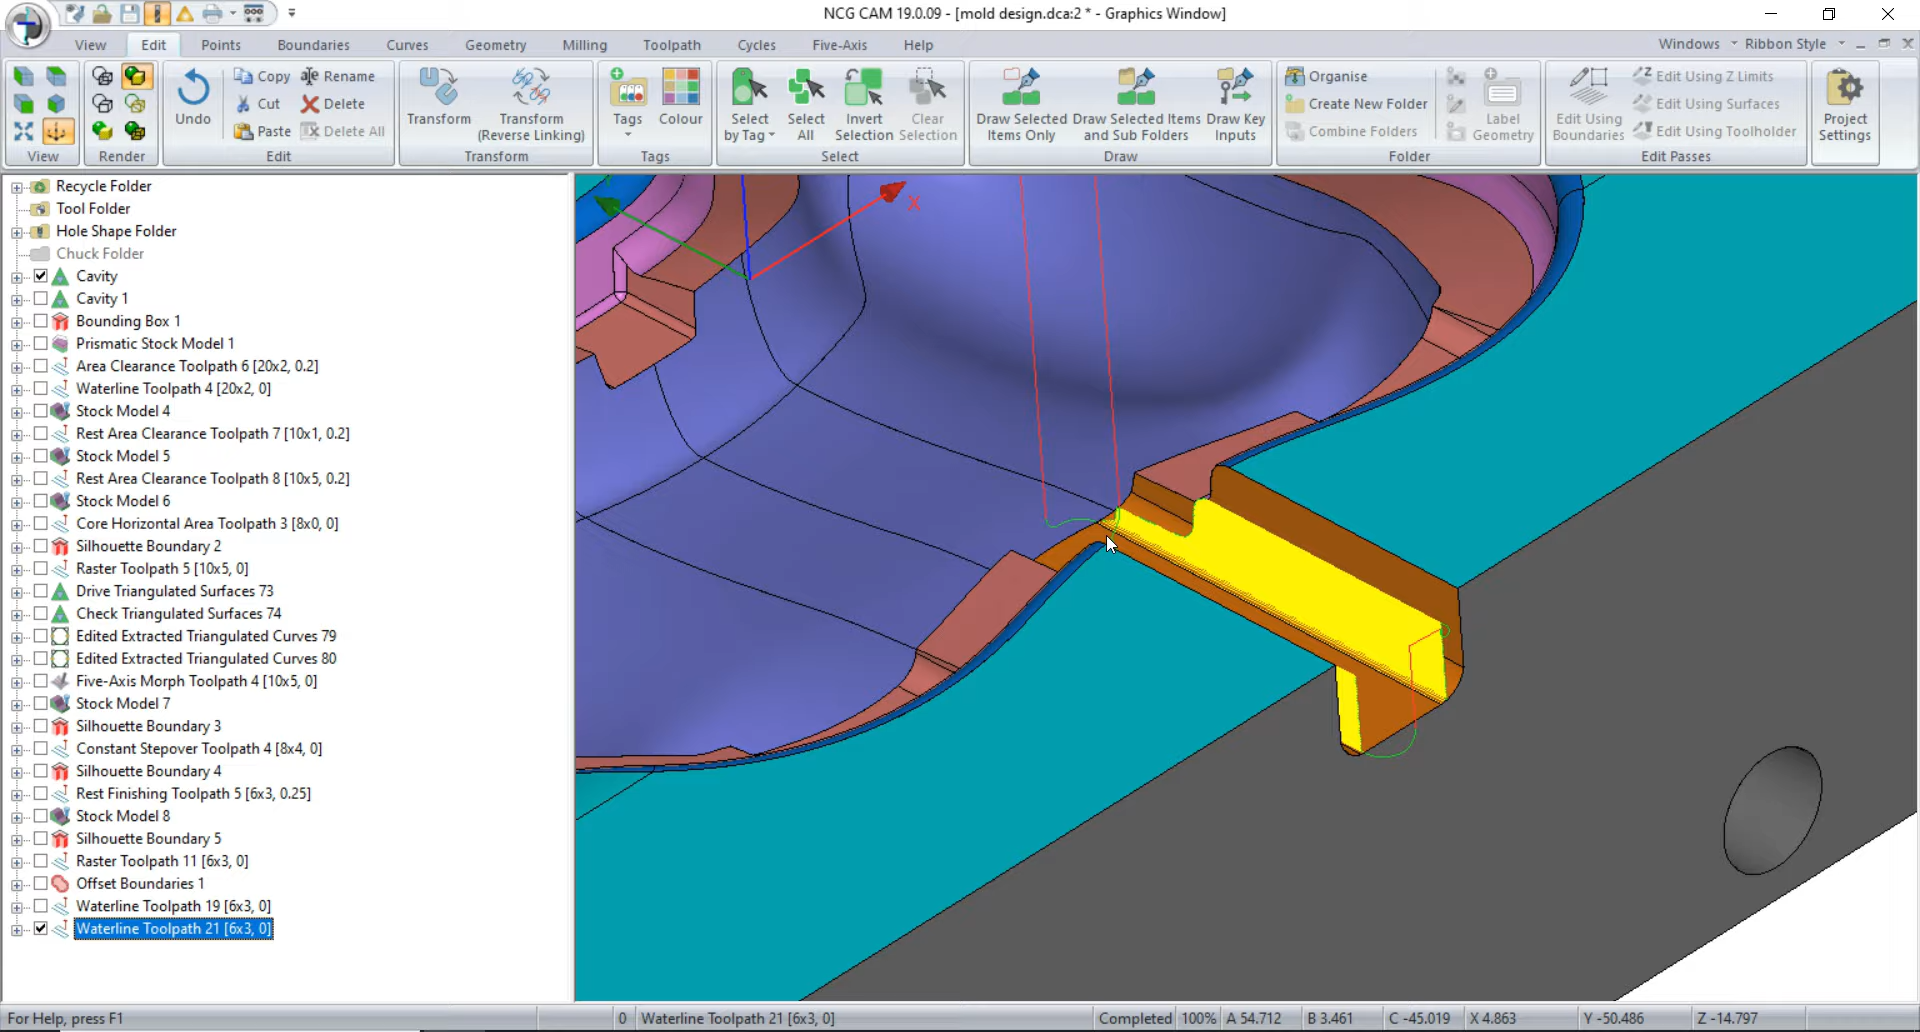 NCG CAM 19.0.09 - [mold design.dca:2 * - Graphics Window]
View Edit Points Boundaries Curves Geometry Milling Toolpath Cycles Five-Axis Help Windows Ribbon Style
Undo Copy Cut Paste Rename Delete Delete All
Transform Transform (Reverse Linking)
Tags Colour
Select by Tag Select All Invert Selection Clear Selection
Draw Selected Items Only Draw Selected Items and Sub Folders Draw Key Inputs
Organise Create New Folder Combine Folders Label Geometry
Edit Using Boundaries Edit Using Z Limits Edit Using Surfaces Edit Using Toolholder
Project Settings
View Render Edit Transform Tags Select Draw Folder Edit Passes
Recycle Folder
Tool Folder
Hole Shape Folder
Chuck Folder
Cavity
Cavity 1
Bounding Box 1
Prismatic Stock Model 1
Area Clearance Toolpath 6 [20x2, 0.2]
Waterline Toolpath 4 [20x2, 0]
Stock Model 4
Rest Area Clearance Toolpath 7 [10x1, 0.2]
Stock Model 5
Rest Area Clearance Toolpath 8 [10x5, 0.2]
Stock Model 6
Core Horizontal Area Toolpath 3 [8x0, 0]
Silhouette Boundary 2
Raster Toolpath 5 [10x5, 0]
Drive Triangulated Surfaces 73
Check Triangulated Surfaces 74
Edited Extracted Triangulated Curves 79
Edited Extracted Triangulated Curves 80
Five-Axis Morph Toolpath 4 [10x5, 0]
Stock Model 7
Silhouette Boundary 3
Constant Stepover Toolpath 4 [8x4, 0]
Silhouette Boundary 4
Rest Finishing Toolpath 5 [6x3, 0.25]
Stock Model 8
Silhouette Boundary 5
Raster Toolpath 11 [6x3, 0]
Offset Boundaries 1
Waterline Toolpath 19 [6x3, 0]
Waterline Toolpath 21 [6x3, 0]
X
For Help, press F1 0 Waterline Toolpath 21 [6x3, 0] Completed 100% A 54.712 B 3.461 C -45.019 X 4.863 Y -50.486 Z -14.797